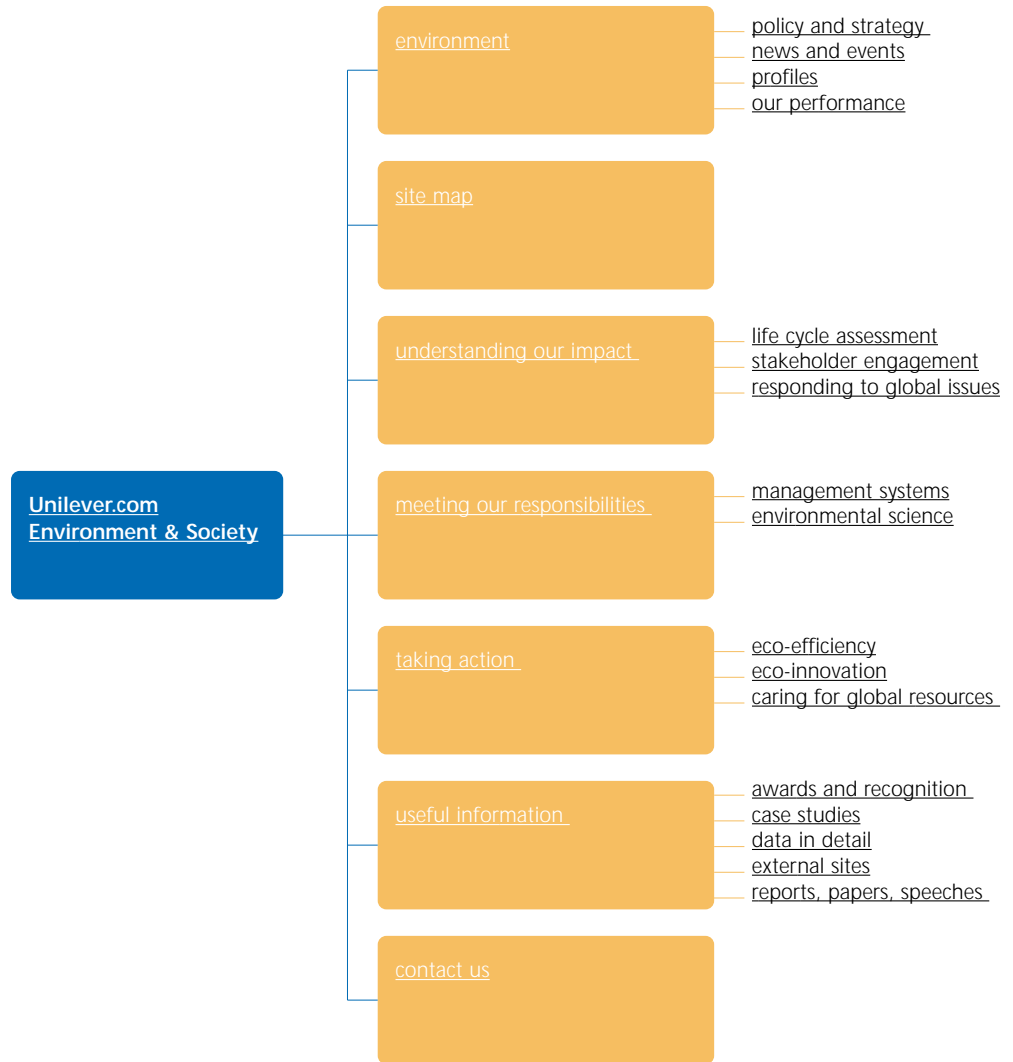 environment
policy and strategy
news and events
profiles
our performance
site map
understanding our impact
life cycle assessment
stakeholder engagement
responding to global issues
Unilever.com
Environment & Society
meeting our responsibilities
management systems
environmental science
taking action
eco-efficiency
eco-innovation
caring for global resources
useful information
awards and recognition
case studies
data in detail
external sites
reports, papers, speeches
contact us